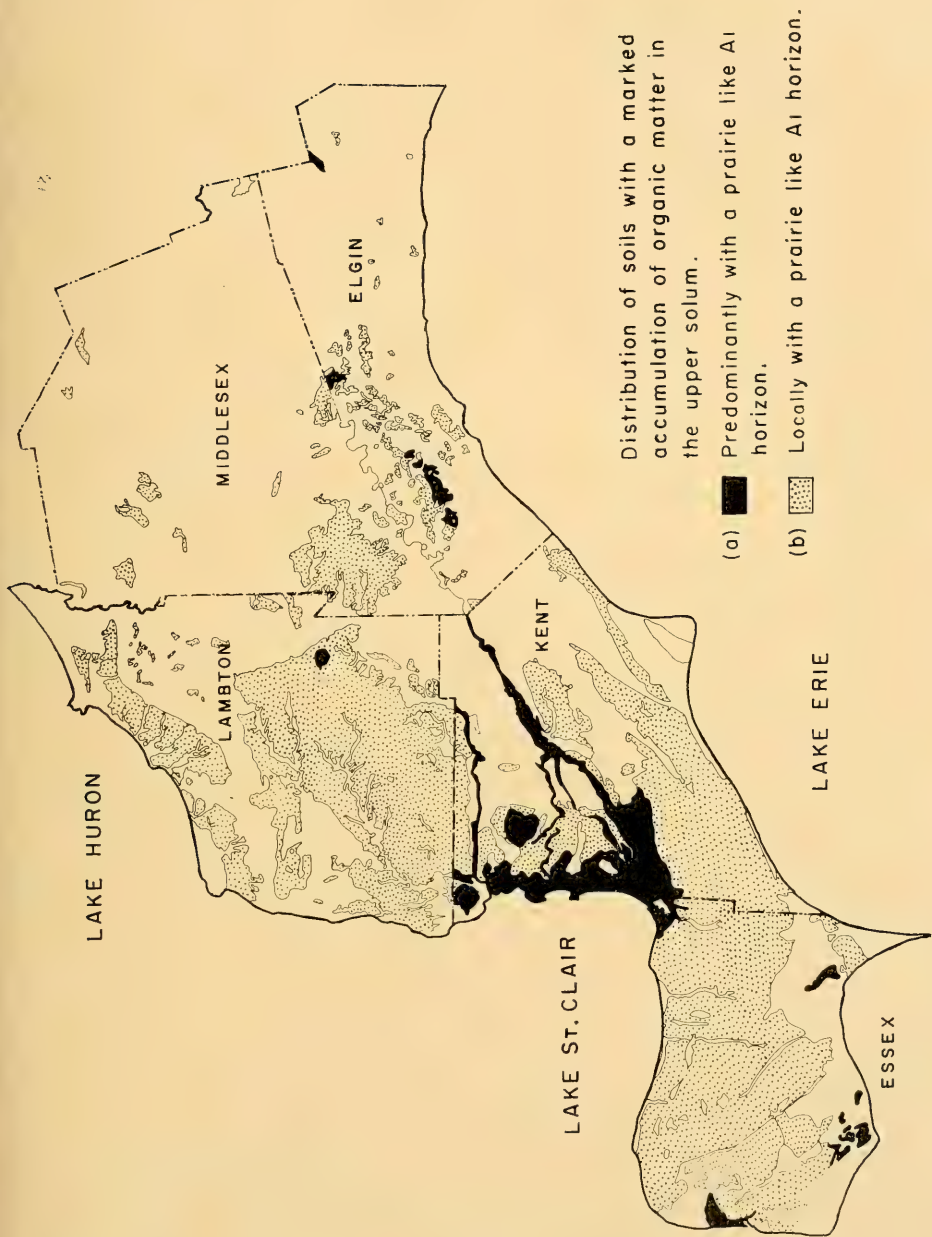 LAKE HURON
LAMBTON
MIDDLESEX
ELGIN
LAKE ST. CLAIR
KENT
LAKE ERIE
ESSEX
Distribution of soils with a marked
accumulation of organic matter in
the upper solum.
(a) Predominantly with a prairie like A1
horizon.
(b) Locally with a prairie like A1 horizon.